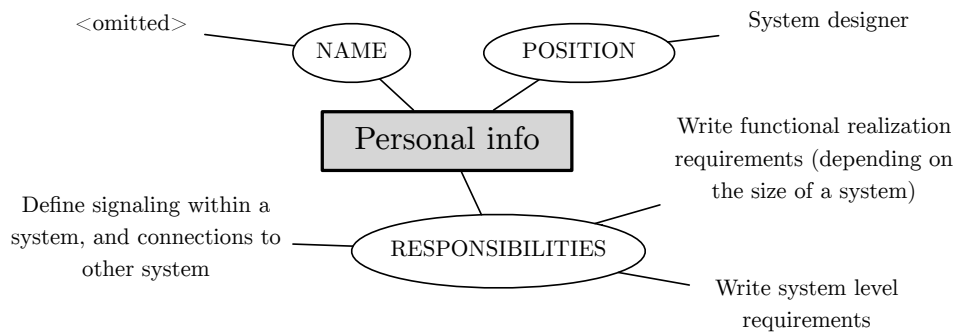 <omitted>
System designer
NAME
POSITION
Personal info
Write functional realization
requirements (depending on
the size of a system)
Define signaling within a
system, and connections to
other system
RESPONSIBILITIES
Write system level
requirements